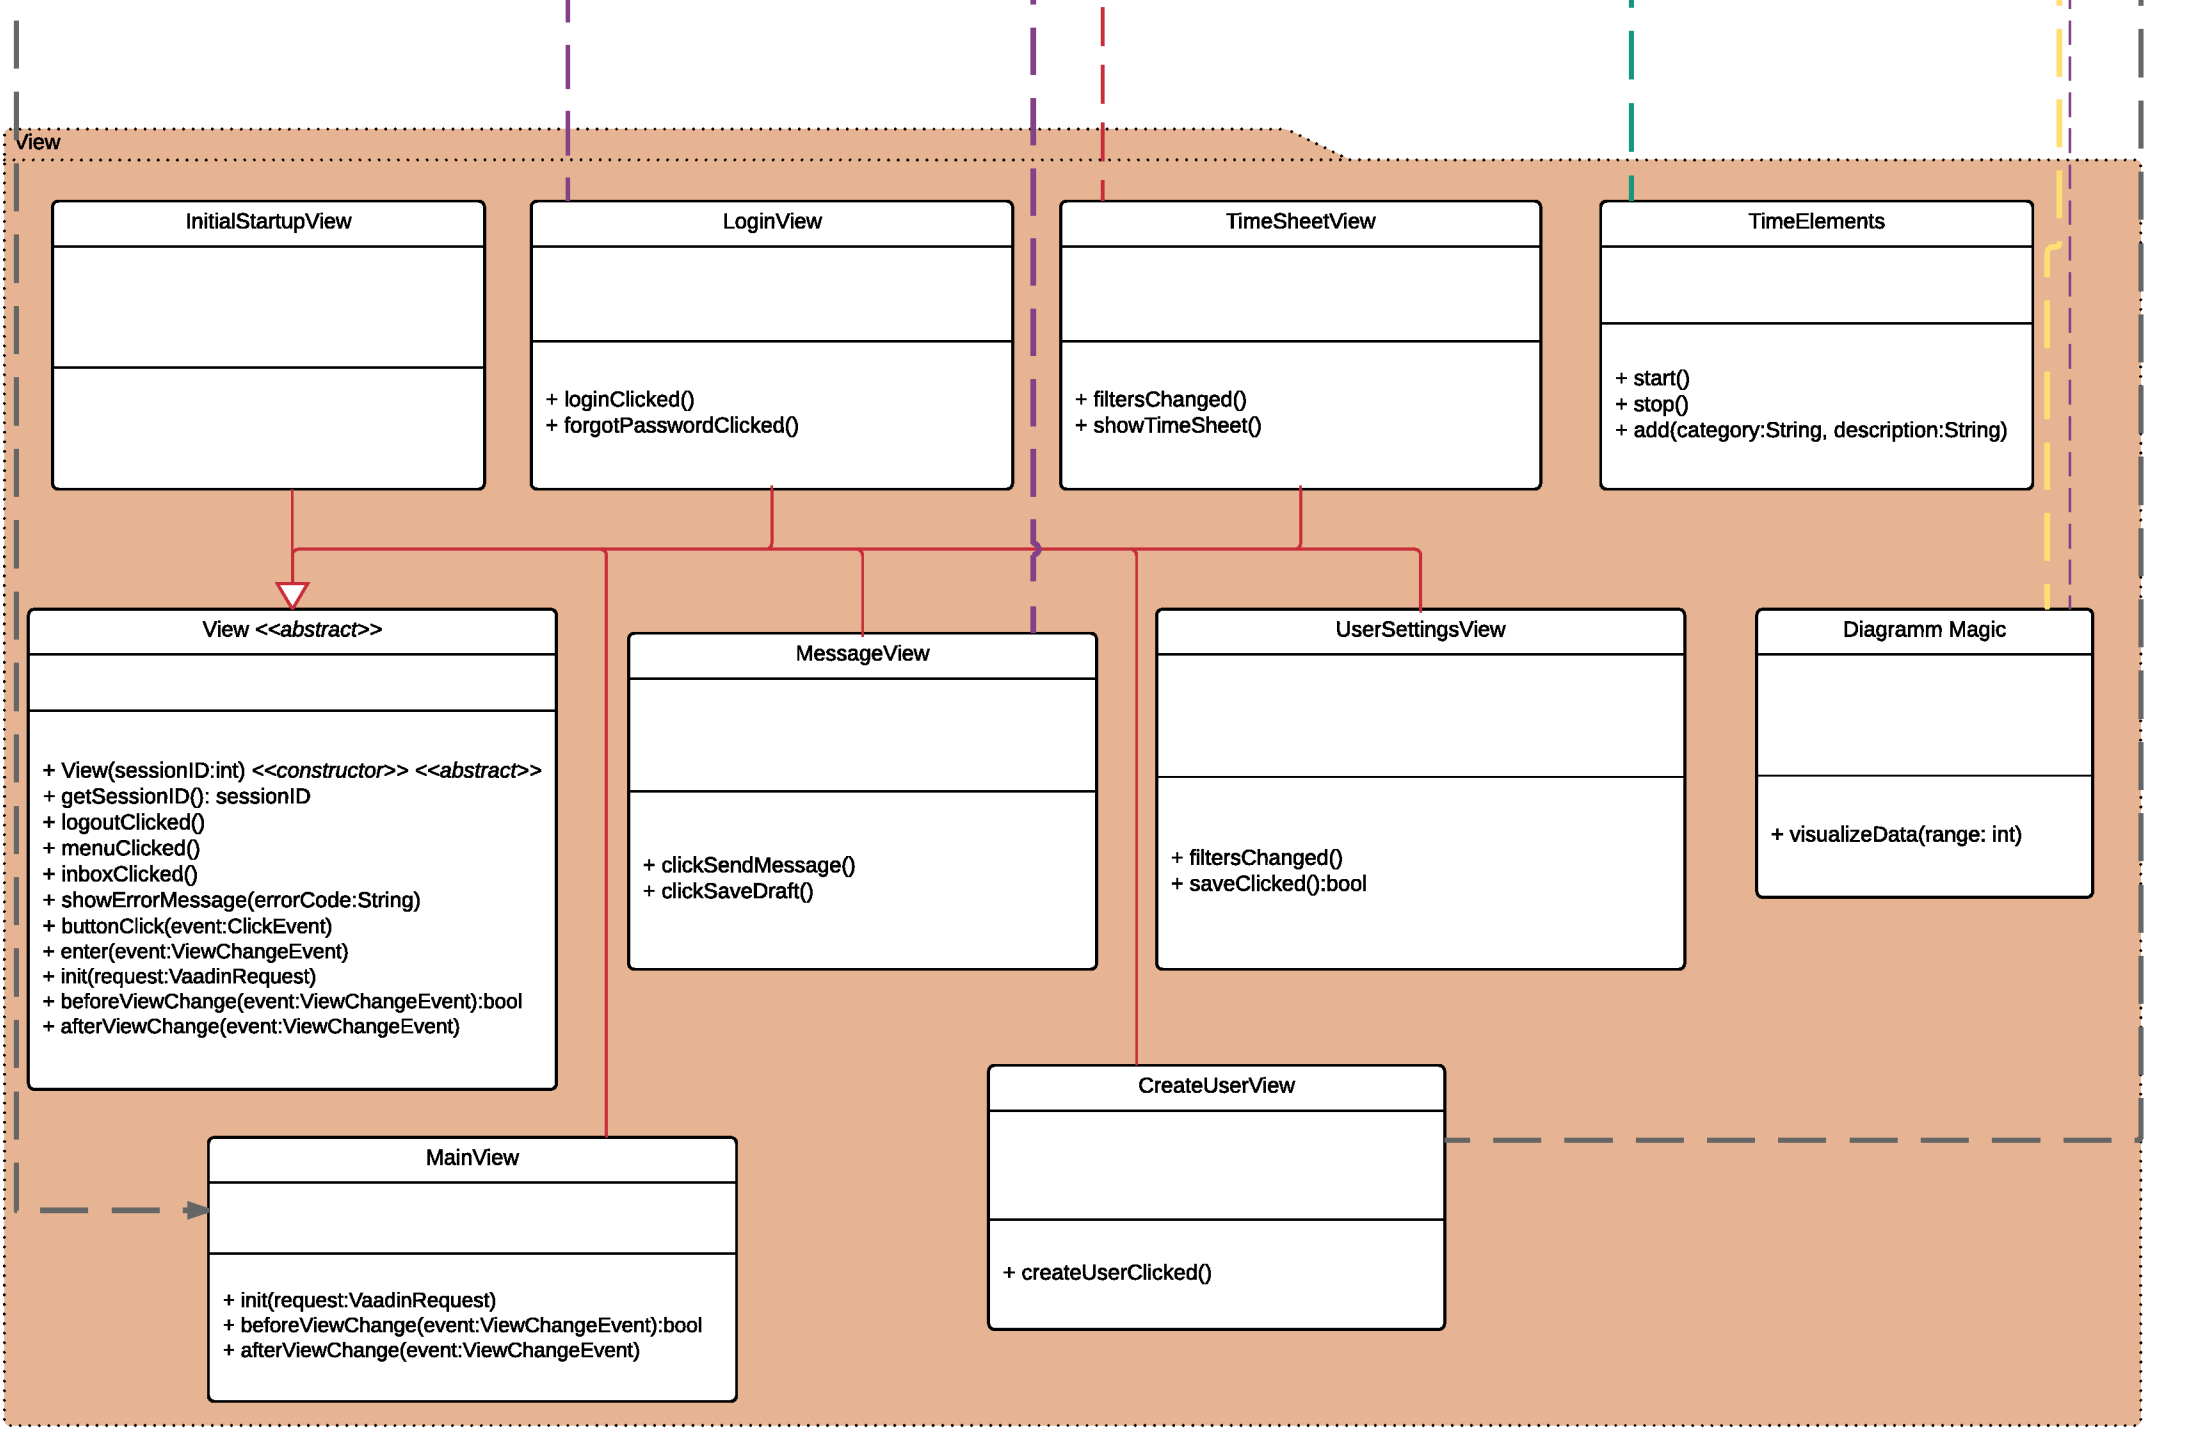 View
InitialStartupView
LoginView
+ loginClicked()
+ forgotPasswordClicked()
TimeSheetView
+ filtersChanged()
+ showTimeSheet()
TimeElements
+ start()
+ stop()
+ add(category:String, description:String)
View <<abstract>>
+ View(sessionID:int) <<constructor>> <<abstract>>
+ getSessionID(): sessionID
+ logoutClicked()
+ menuClicked()
+ inboxClicked()
+ showErrorMessage(errorCode:String)
+ buttonClick(event:ClickEvent)
+ enter(event:ViewChangeEvent)
+ init(request:VaadinRequest)
+ beforeViewChange(event:ViewChangeEvent):bool
+ afterViewChange(event:ViewChangeEvent)
MessageView
+ clickSendMessage()
+ clickSaveDraft()
UserSettingsView
+ filtersChanged()
+ saveClicked():bool
Diagramm Magic
+ visualizeData(range: int)
MainView
+ init(request:VaadinRequest)
+ beforeViewChange(event:ViewChangeEvent):bool
+ afterViewChange(event:ViewChangeEvent)
CreateUserView
+ createUserClicked()